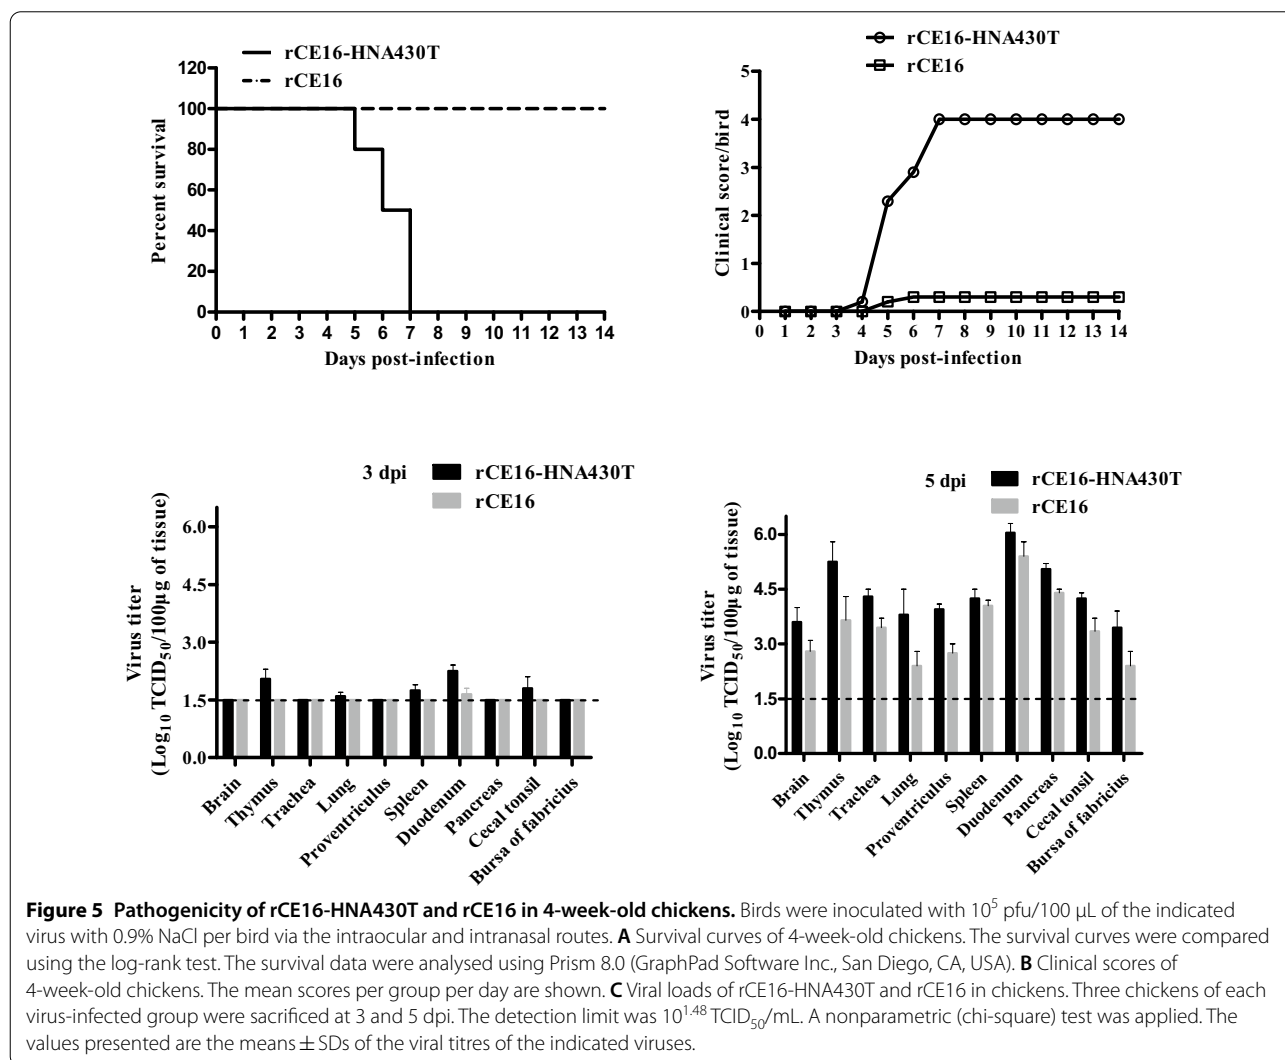 rCE16-HNA430T
rCE16
120
100
80
60
40
20
0
Percent survival
0 1 2 3 4 5 6 7 8 9 10 11 12 13 14
Days post-infection
rCE16-HNA430T
rCE16
5
4
3
2
1
0
Clinical score/bird
0 1 2 3 4 5 6 7 8 9 10 11 12 13 14
Days post-infection
3 dpi
rCE16-HNA430T
rCE16
6.0
4.5
3.0
1.5
0.0
Virus titer
(Log10 TCID50/100μg of tissue)
Brain
Thymus
Trachea
Lung
Proventriculus
Spleen
Duodenum
Pancreas
Cecal tonsil
Bursa of fabricius
5 dpi
rCE16-HNA430T
rCE16
6.0
4.5
3.0
1.5
0.0
Virus titer
(Log10 TCID50/100μg of tissue)
Brain
Thymus
Trachea
Lung
Proventriculus
Spleen
Duodenum
Pancreas
Cecal tonsil
Bursa of fabricius
Figure 5 Pathogenicity of rCE16-HNA430T and rCE16 in 4-week-old chickens. Birds were inoculated with 10^5 pfu/100 μL of the indicated
virus with 0.9% NaCl per bird via the intraocular and intranasal routes. A Survival curves of 4-week-old chickens. The survival curves were compared
using the log-rank test. The survival data were analysed using Prism 8.0 (GraphPad Software Inc., San Diego, CA, USA). B Clinical scores of
4-week-old chickens. The mean scores per group per day are shown. C Viral loads of rCE16-HNA430T and rCE16 in chickens. Three chickens of each
virus-infected group were sacrificed at 3 and 5 dpi. The detection limit was 10^1.48 TCID50/mL. A nonparametric (chi-square) test was applied. The
values presented are the means ± SDs of the viral titres of the indicated viruses.